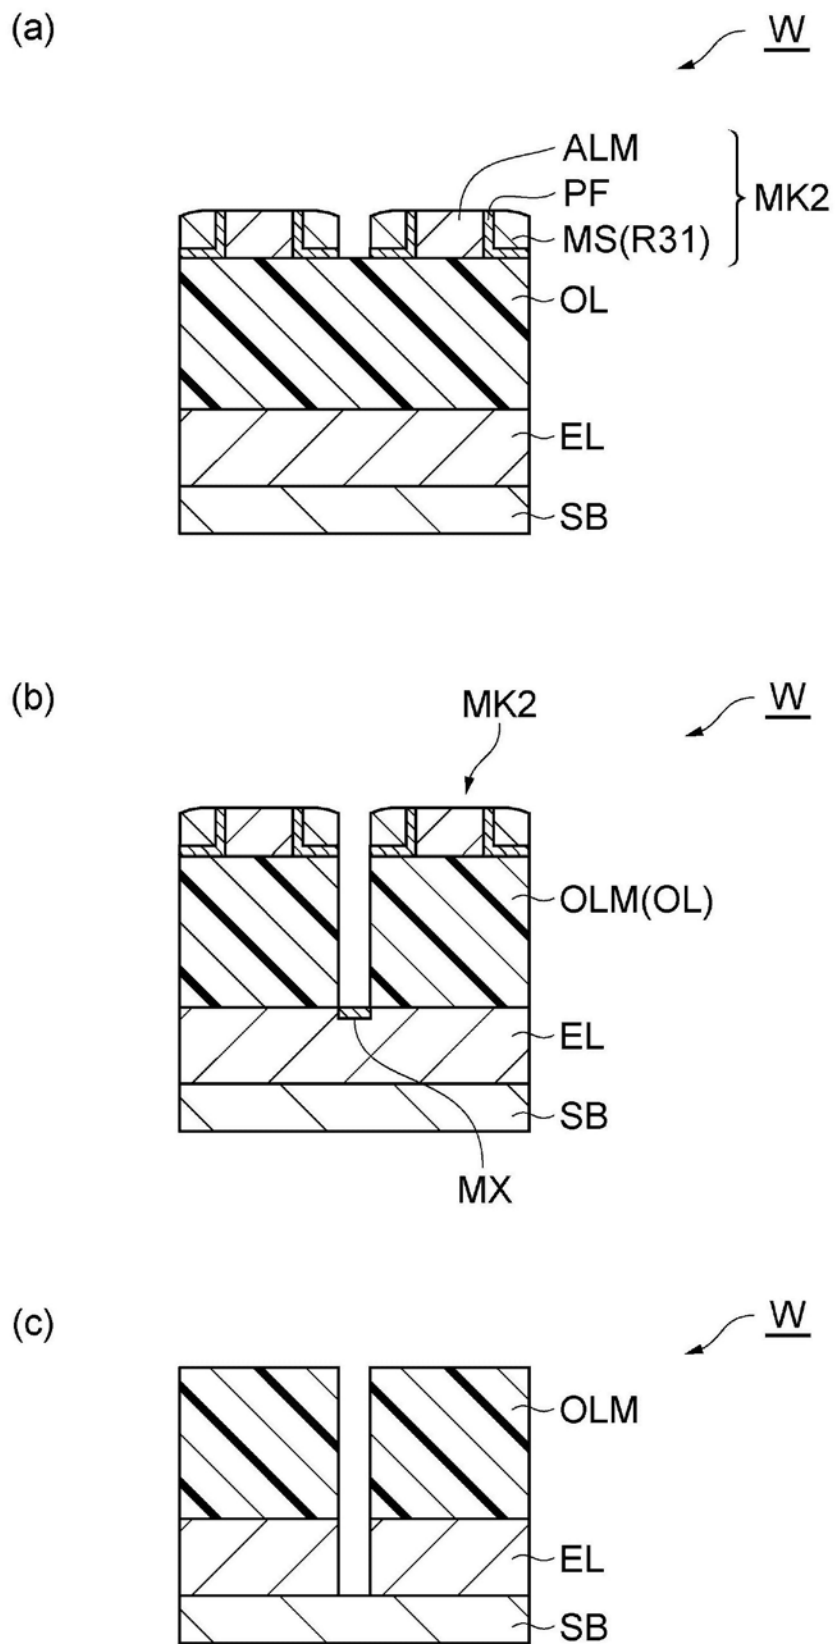 (a)
W
ALM
PF
MS(R31)
MK2
OL
EL
SB
(b)
W
MK2
OLM(OL)
EL
SB
MX
(c)
W
OLM
EL
SB